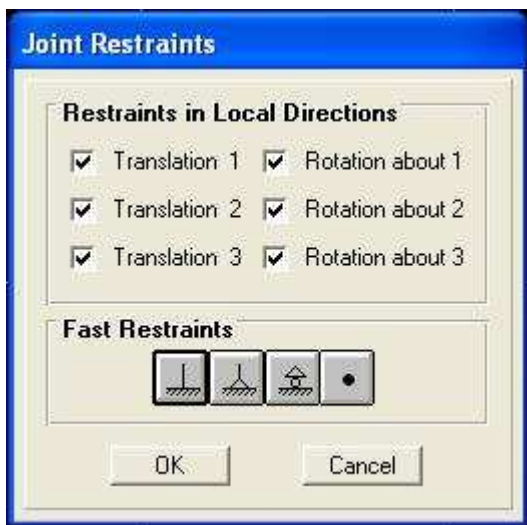 Joint Restraints
Restraints in Local Directions
Translation 1 Rotation about 1
Translation 2 Rotation about 2
Translation 3 Rotation about 3
Fast Restraints
OK Cancel